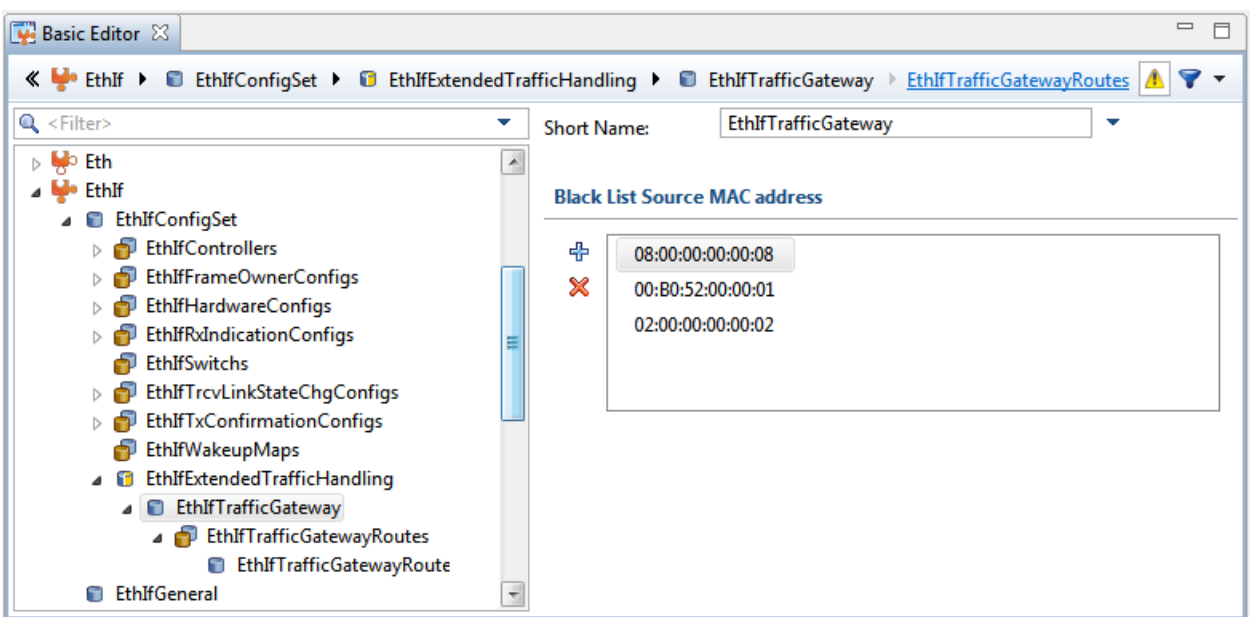 Basic Editor
EthIf EthIfConfigSet EthIfExtendedTrafficHandling EthIfTrafficGateway EthIfTrafficGatewayRoutes
<Filter>
Eth
EthIf
EthIfConfigSet
EthIfControllers
EthIfFrameOwnerConfigs
EthIfHardwareConfigs
EthIfRxIndicationConfigs
EthIfSwitchs
EthIfTrcvLinkStateChgConfigs
EthIfTxConfirmationConfigs
EthIfWakeupMaps
EthIfExtendedTrafficHandling
EthIfTrafficGateway
EthIfTrafficGatewayRoutes
EthIfTrafficGatewayRoute
EthIfGeneral
Short Name: EthIfTrafficGateway
Black List Source MAC address
08:00:00:00:00:08
00:B0:52:00:00:01
02:00:00:00:00:02